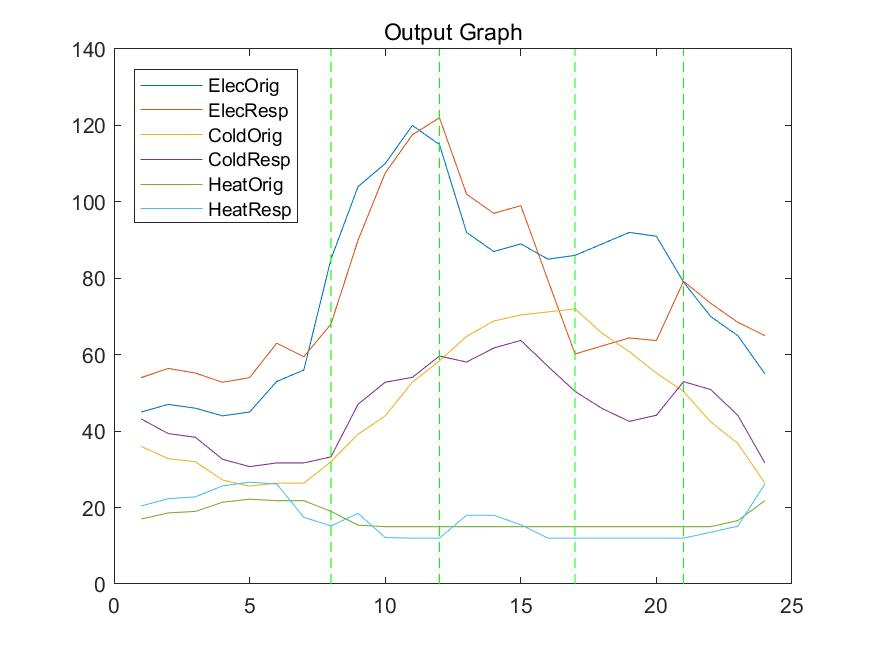 Output Graph
140
120
100
80
60
40
20
0
ElecOrig
ElecResp
ColdOrig
ColdResp
HeatOrig
HeatResp
0 5 10 15 20 25